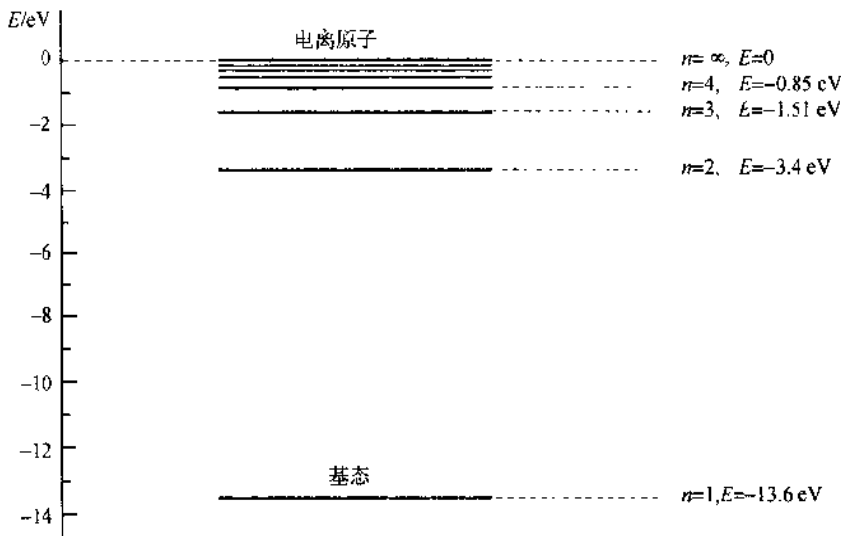 E/eV
电离原子
0
n=∞, E=0
n=4, E=−0.85 eV
n=3, E=−1.51 eV
−2
n=2, E=−3.4 eV
−4
−6
−8
−10
−12
基态
n=1,E=−13.6 eV
−14